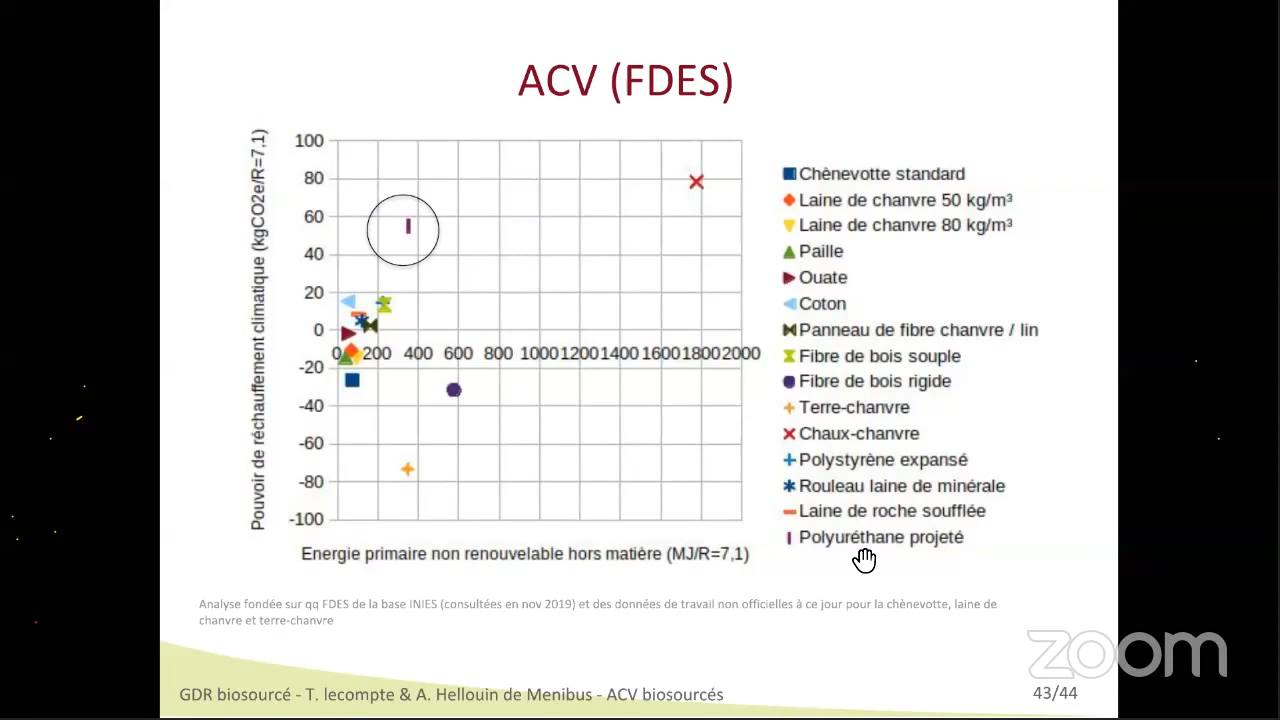 ACV (FDES)
Pouvoir de réchauffement climatique (kgCO2e/R=7,1)
100
80
60
40
20
0
-20
-40
-60
-80
-100
0 200 400 600 800 1000 1200 1400 1600 1800 2000
Energie primaire non renouvelable hors matière (MJ/R=7,1)
Chènevotte standard
Laine de chanvre 50 kg/m³
Laine de chanvre 80 kg/m³
Paille
Ouate
Coton
Panneau de fibre chanvre / lin
Fibre de bois souple
Fibre de bois rigide
Terre-chanvre
Chaux-chanvre
Polystyrène expansé
Rouleau laine de minérale
Laine de roche soufflée
Polyuréthane projeté
Analyse fondée sur qq FDES de la base INIES (consultées en nov 2019) et des données de travail non officielles à ce jour pour la chènevotte, laine de
chanvre et terre-chanvre
zoom
GDR biosourcé - T. lecompte & A. Hellouin de Menibus - ACV biosourcés
43/44